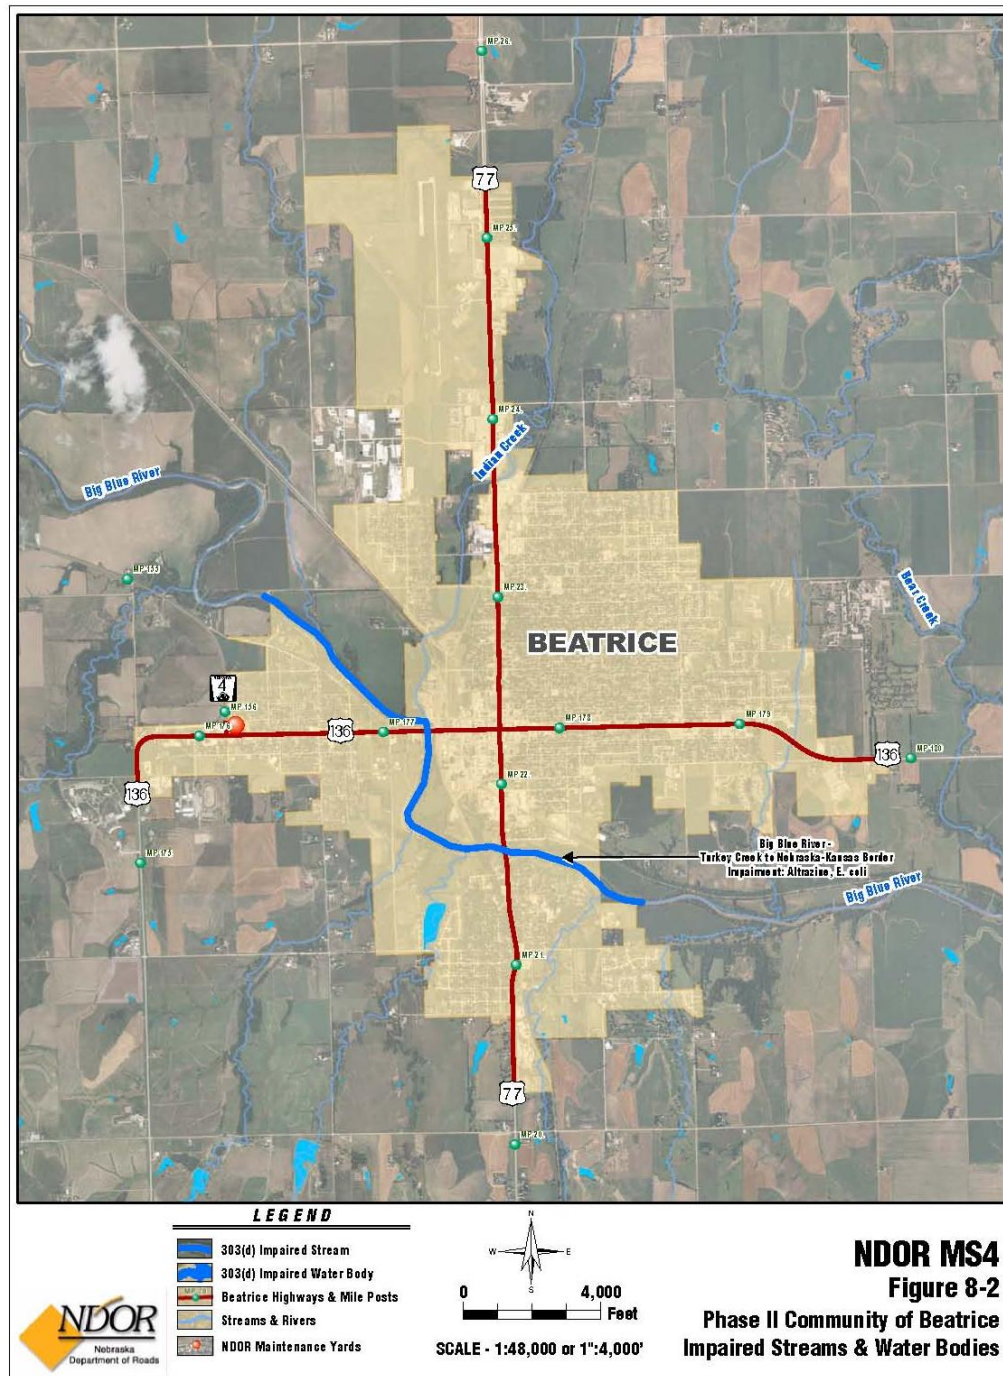 MP 26.
77
MP 25.
MP 24.
Indian Creek
Big Blue River
MP 23.
Bear Creek
BEATRICE
4
MP 136
MP 176
136
MP 177
MP 178
MP 179
136
MP 180
136
MP 22.
MP 175
Big Blue River -
Turkey Creek to Nebraska-Kansas Border
Impairment: Altrazine, E. coli
Big Blue River
MP 21.
77
MP 20.
LEGEND
303(d) Impaired Stream
303(d) Impaired Water Body
Beatrice Highways & Mile Posts
Streams & Rivers
NDOR Maintenance Yards
N
W E
S
0 4,000
Feet
SCALE - 1:48,000 or 1":4,000'
NDOR
Nebraska
Department of Roads
NDOR MS4
Figure 8-2
Phase II Community of Beatrice
Impaired Streams & Water Bodies